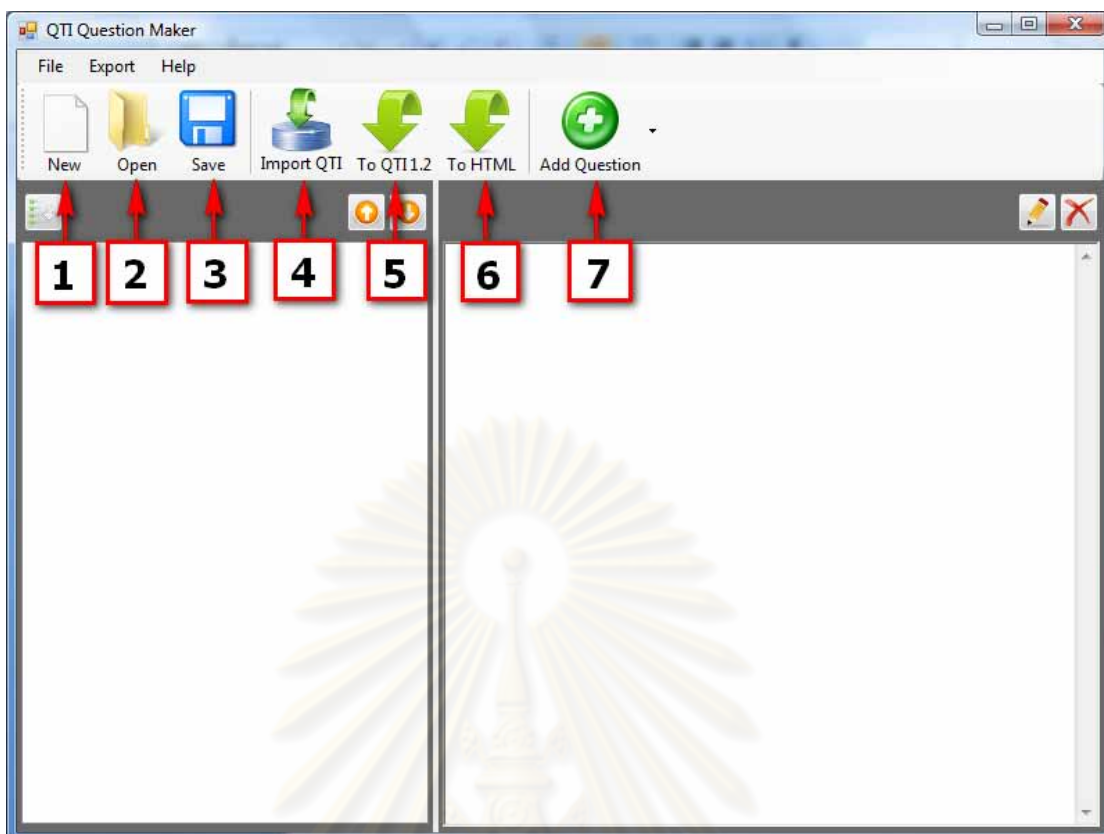 QTI Question Maker
File Export Help
New Open Save Import QTI To QTI1.2 To HTML Add Question
1 2 3 4 5 6 7